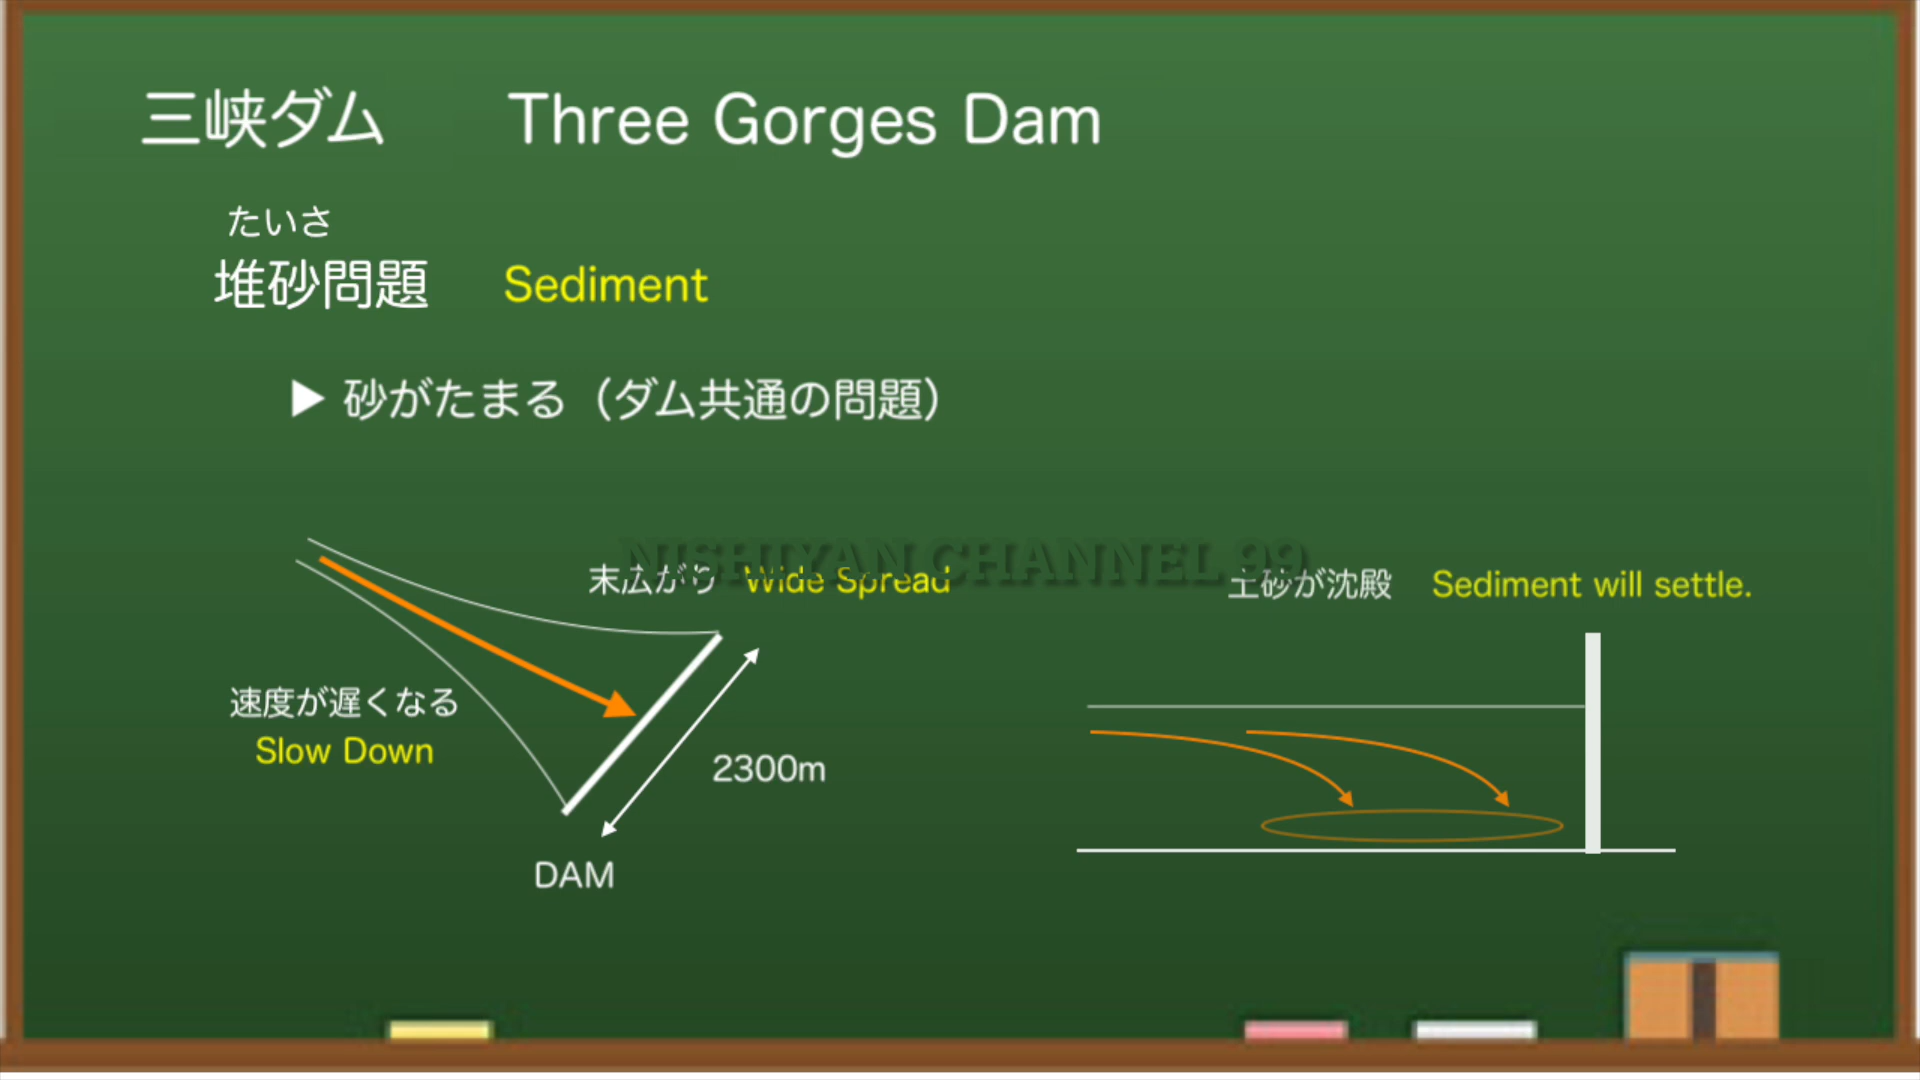 三峡ダム Three Gorges Dam
たいさ
堆砂問題 Sediment
▶ 砂がたまる（ダム共通の問題）
NISHIYAN CHANNEL 99
末広がり Wide Spread
土砂が沈殿 Sediment will settle.
速度が遅くなる
Slow Down
2300m
DAM